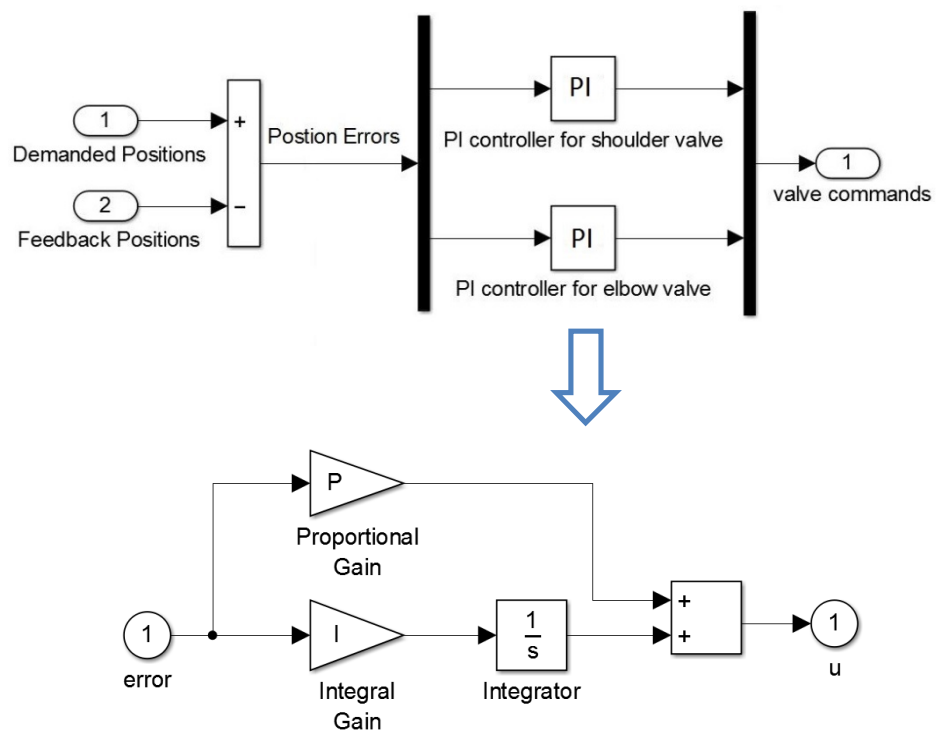 1
+
Demanded Positions
Postion Errors
2
−
Feedback Positions
PI
PI controller for shoulder valve
PI
PI controller for elbow valve
1
valve commands
P
Proportional
Gain
1
error
I
Integral
Gain
1
s
Integrator
+
+
1
u